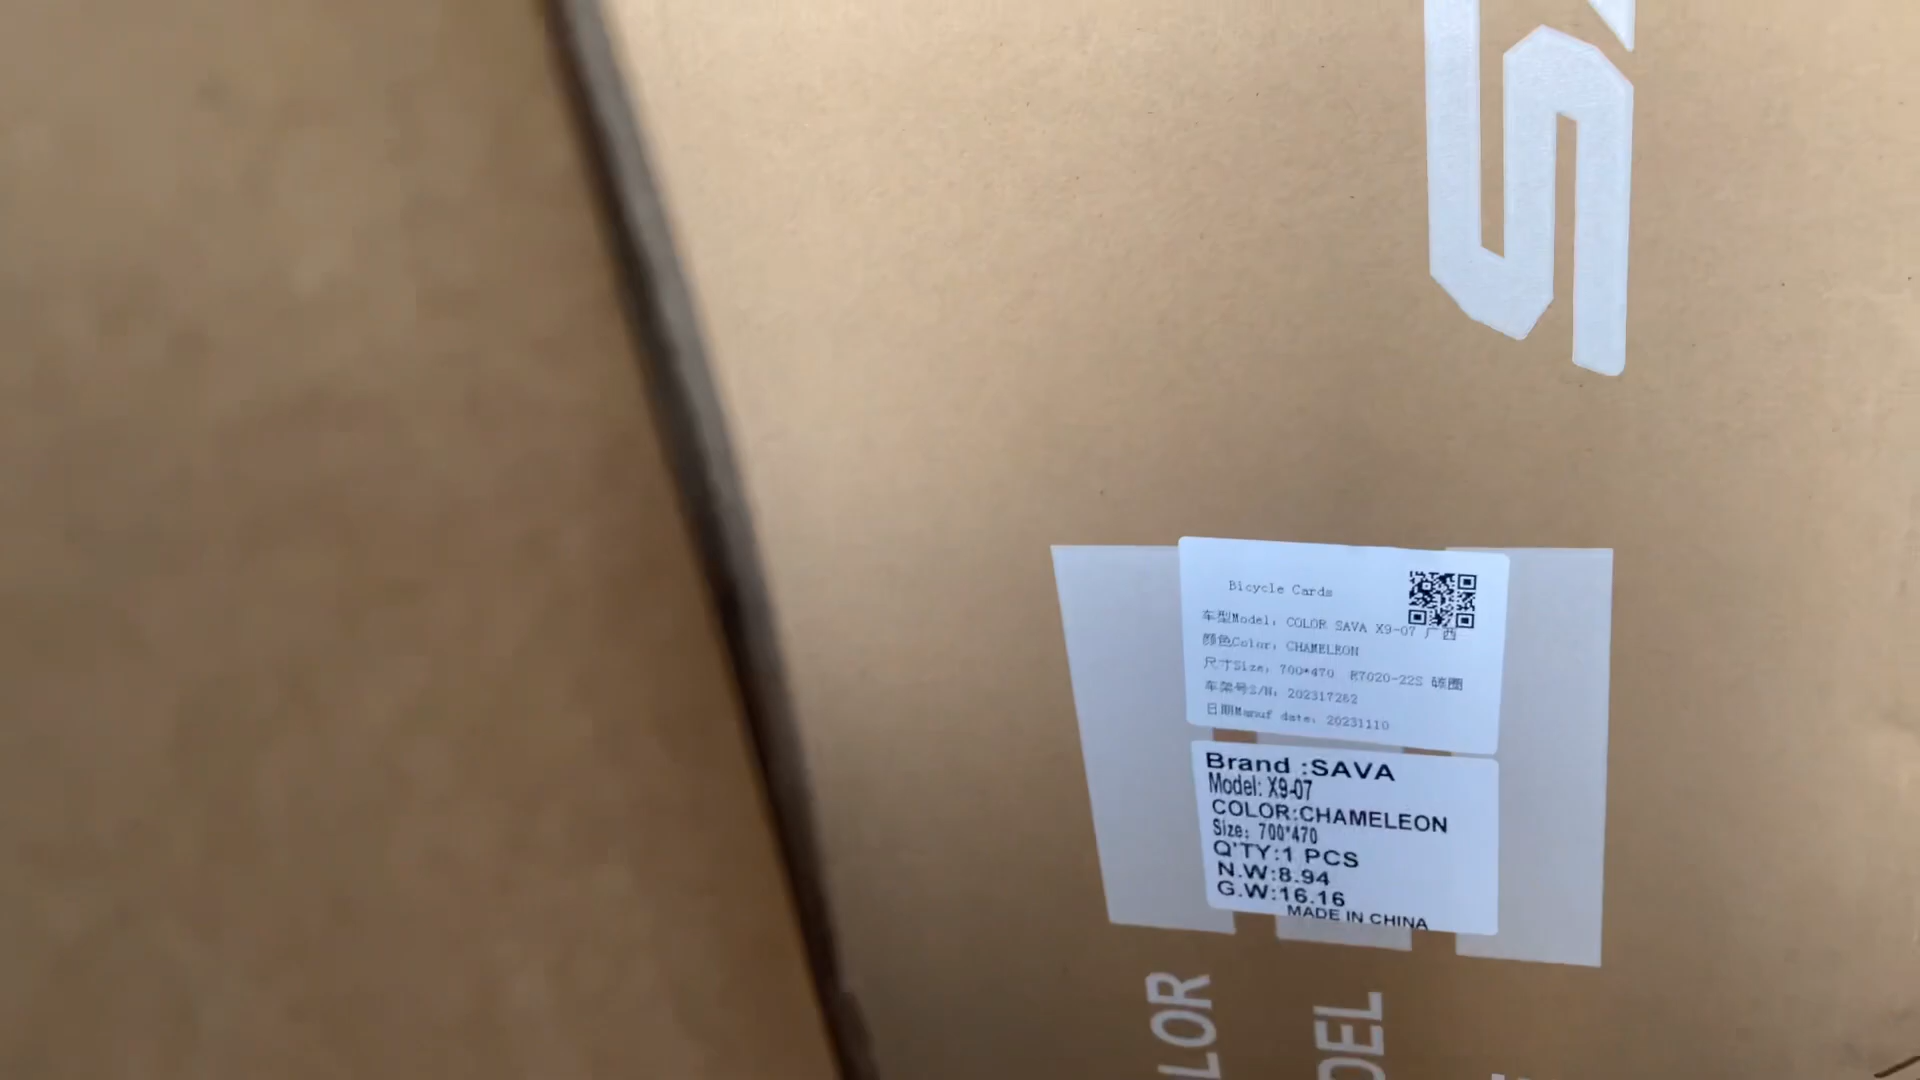 Bicycle Cards
车型Model: COLOR SAVA X9-07 广西
颜色Color: CHAMELEON
尺寸Size: 700*470 R7020-22S 碳圈
车架号S/N: 202317262
日期Manuf date: 20231110
Brand :SAVA
Model: X9-07
COLOR:CHAMELEON
Size: 700*470
Q'TY:1 PCS
N.W:8.94
G.W:16.16
MADE IN CHINA
LOR
DEL